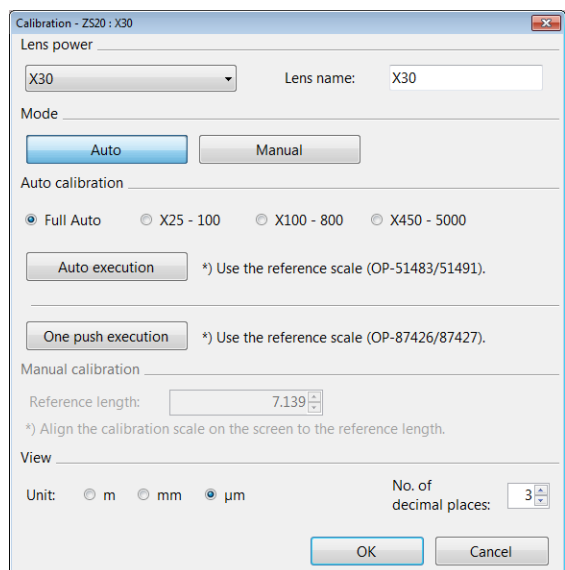 Calibration - ZS20 : X30
Lens power
X30 Lens name: X30
Mode
Auto Manual
Auto calibration
Full Auto X25 - 100 X100 - 800 X450 - 5000
Auto execution *) Use the reference scale (OP-51483/51491).
One push execution *) Use the reference scale (OP-87426/87427).
Manual calibration
Reference length: 7.139
*) Align the calibration scale on the screen to the reference length.
View
Unit: m mm µm No. of
decimal places: 3
OK Cancel